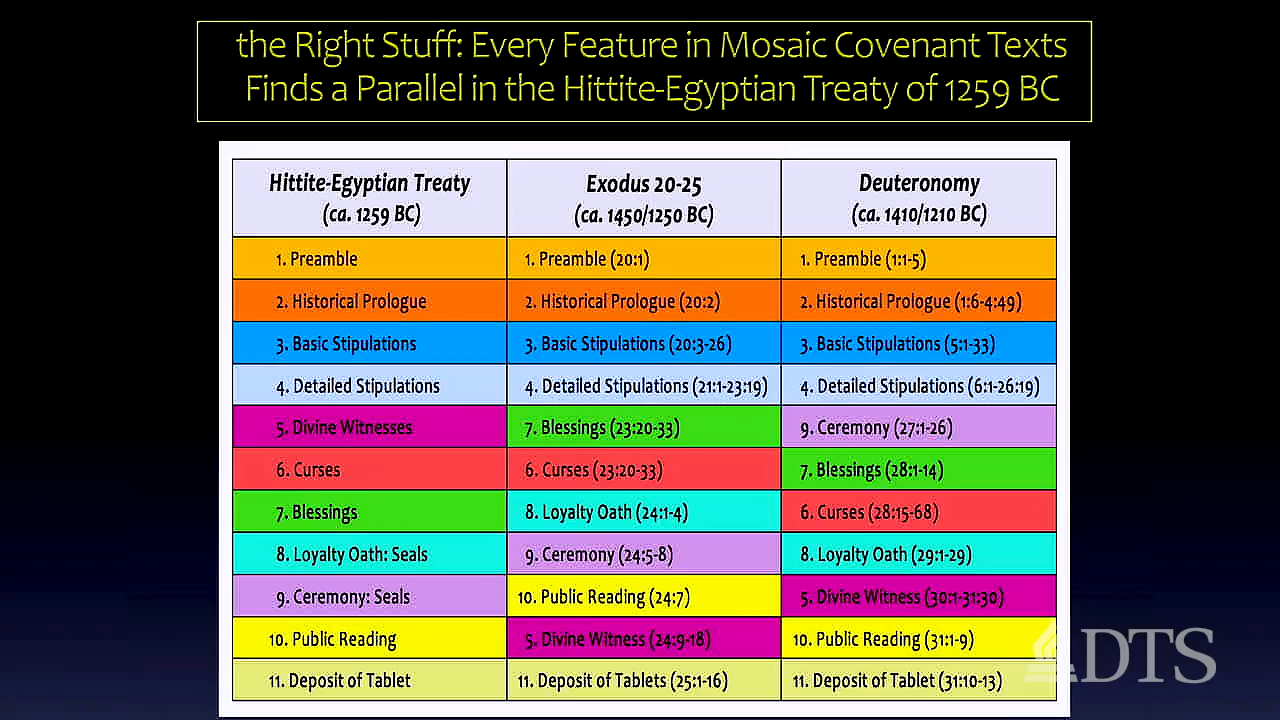 the Right Stuff: Every Feature in Mosaic Covenant Texts
Finds a Parallel in the Hittite-Egyptian Treaty of 1259 BC
Hittite-Egyptian Treaty
(ca. 1259 BC)
Exodus 20-25
(ca. 1450/1250 BC)
Deuteronomy
(ca. 1410/1210 BC)
1. Preamble
1. Preamble (20:1)
1. Preamble (1:1-5)
2. Historical Prologue
2. Historical Prologue (20:2)
2. Historical Prologue (1:6-4:49)
3. Basic Stipulations
3. Basic Stipulations (20:3-26)
3. Basic Stipulations (5:1-33)
4. Detailed Stipulations
4. Detailed Stipulations (21:1-23:19)
4. Detailed Stipulations (6:1-26:19)
5. Divine Witnesses
7. Blessings (23:20-33)
9. Ceremony (27:1-26)
6. Curses
6. Curses (23:20-33)
7. Blessings (28:1-14)
7. Blessings
8. Loyalty Oath (24:1-4)
6. Curses (28:15-68)
8. Loyalty Oath: Seals
9. Ceremony (24:5-8)
8. Loyalty Oath (29:1-29)
9. Ceremony: Seals
10. Public Reading (24:7)
5. Divine Witness (30:1-31:30)
10. Public Reading
5. Divine Witness (24:9-18)
10. Public Reading (31:1-9)
11. Deposit of Tablet
11. Deposit of Tablets (25:1-16)
11. Deposit of Tablet (31:10-13)
DTS